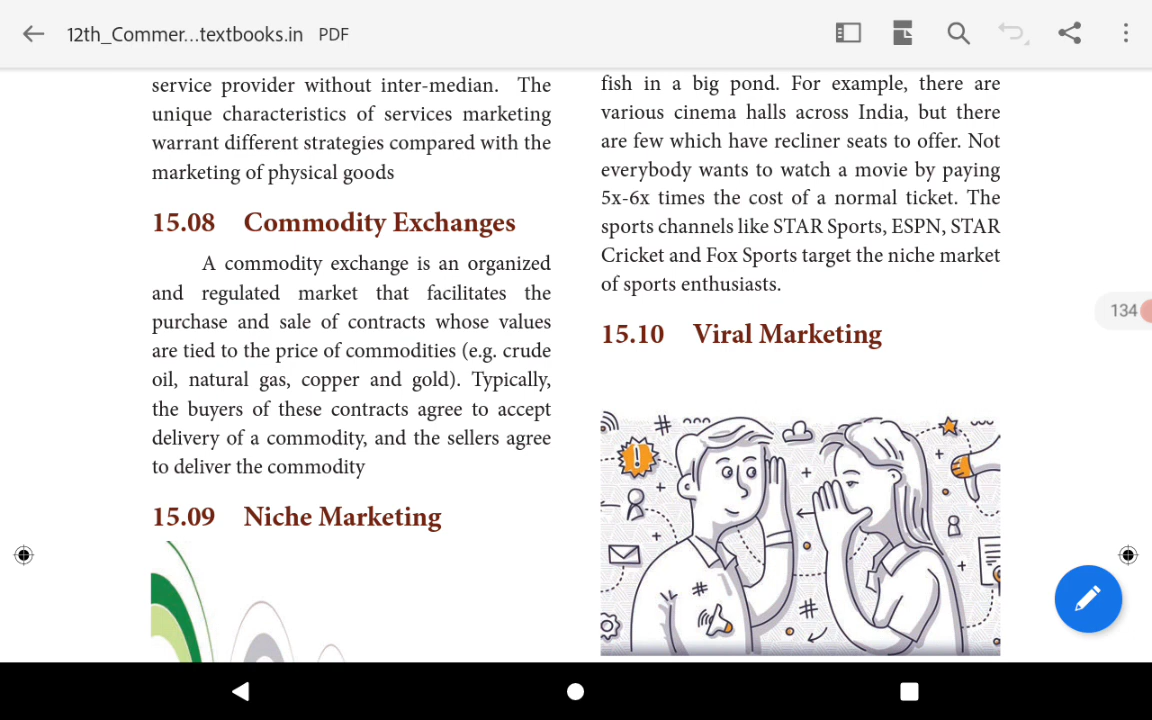 12th_Commer...textbooks.in PDF
service provider without inter-median. The
unique characteristics of services marketing
warrant different strategies compared with the
marketing of physical goods
15.08 Commodity Exchanges
A commodity exchange is an organized
and regulated market that facilitates the
purchase and sale of contracts whose values
are tied to the price of commodities (e.g. crude
oil, natural gas, copper and gold). Typically,
the buyers of these contracts agree to accept
delivery of a commodity, and the sellers agree
to deliver the commodity
15.09 Niche Marketing
fish in a big pond. For example, there are
various cinema halls across India, but there
are few which have recliner seats to offer. Not
everybody wants to watch a movie by paying
5x-6x times the cost of a normal ticket. The
sports channels like STAR Sports, ESPN, STAR
Cricket and Fox Sports target the niche market
of sports enthusiasts.
15.10 Viral Marketing
134